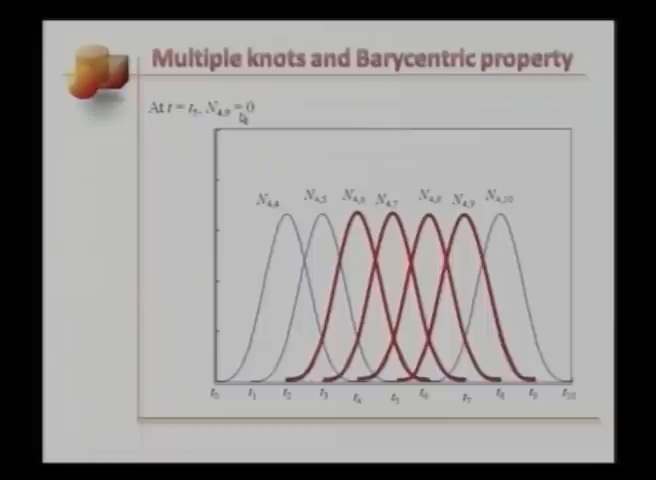 Multiple knots and Barycentric property
At t = t₅, N₄,₉ = 0
N₄,₄ N₄,₅ N₄,₆ N₄,₇ N₄,₈ N₄,₉ N₄,₁₀
t₀ t₁ t₂ t₃ t₄ t₅ t₆ t₇ t₈ t₉ t₁₀